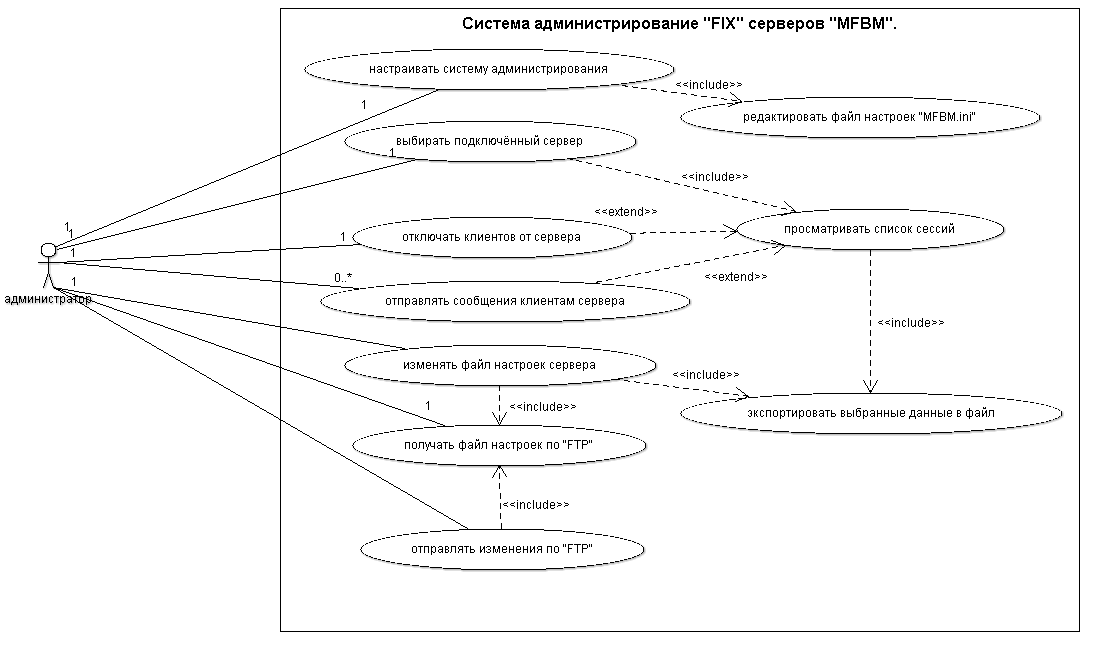 Система администрирование "FIX" серверов "MFBM".
настраивать систему администрирования
<<include>>
1
редактировать файл настроек "MFBM.ini"
выбирать подключённый сервер
1
<<include>>
<<extend>>
1
1
просматривать список сессий
1
1
отключать клиентов от сервера
0..*
<<extend>>
1
администратор
отправлять сообщения клиентам сервера
<<include>>
изменять файл настроек сервера
<<include>>
1
<<include>>
экспортировать выбранные данные в файл
получать файл настроек по "FTP"
<<include>>
отправлять изменения по "FTP"